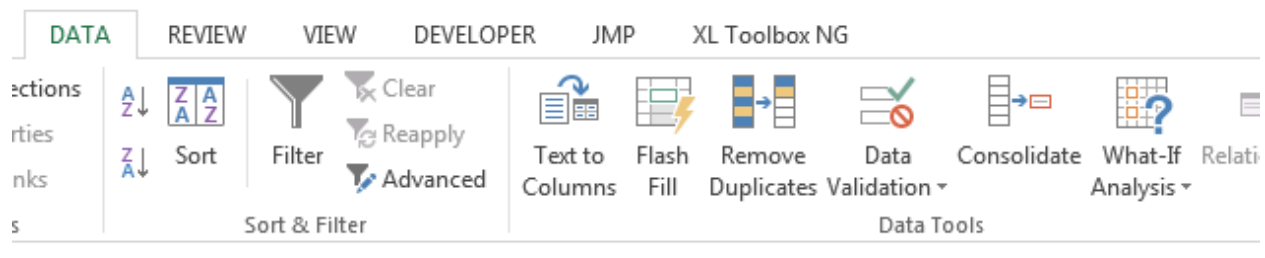 DATA REVIEW VIEW DEVELOPER JMP XL Toolbox NG
ections
rties
nks
s
A Z
Z A
Z A A Z
Sort
Filter
Clear
Reapply
Advanced
Sort & Filter
Text to
Columns
Flash
Fill
Remove
Duplicates
Data
Validation
Consolidate
What-If
Analysis
Relati
Data Tools